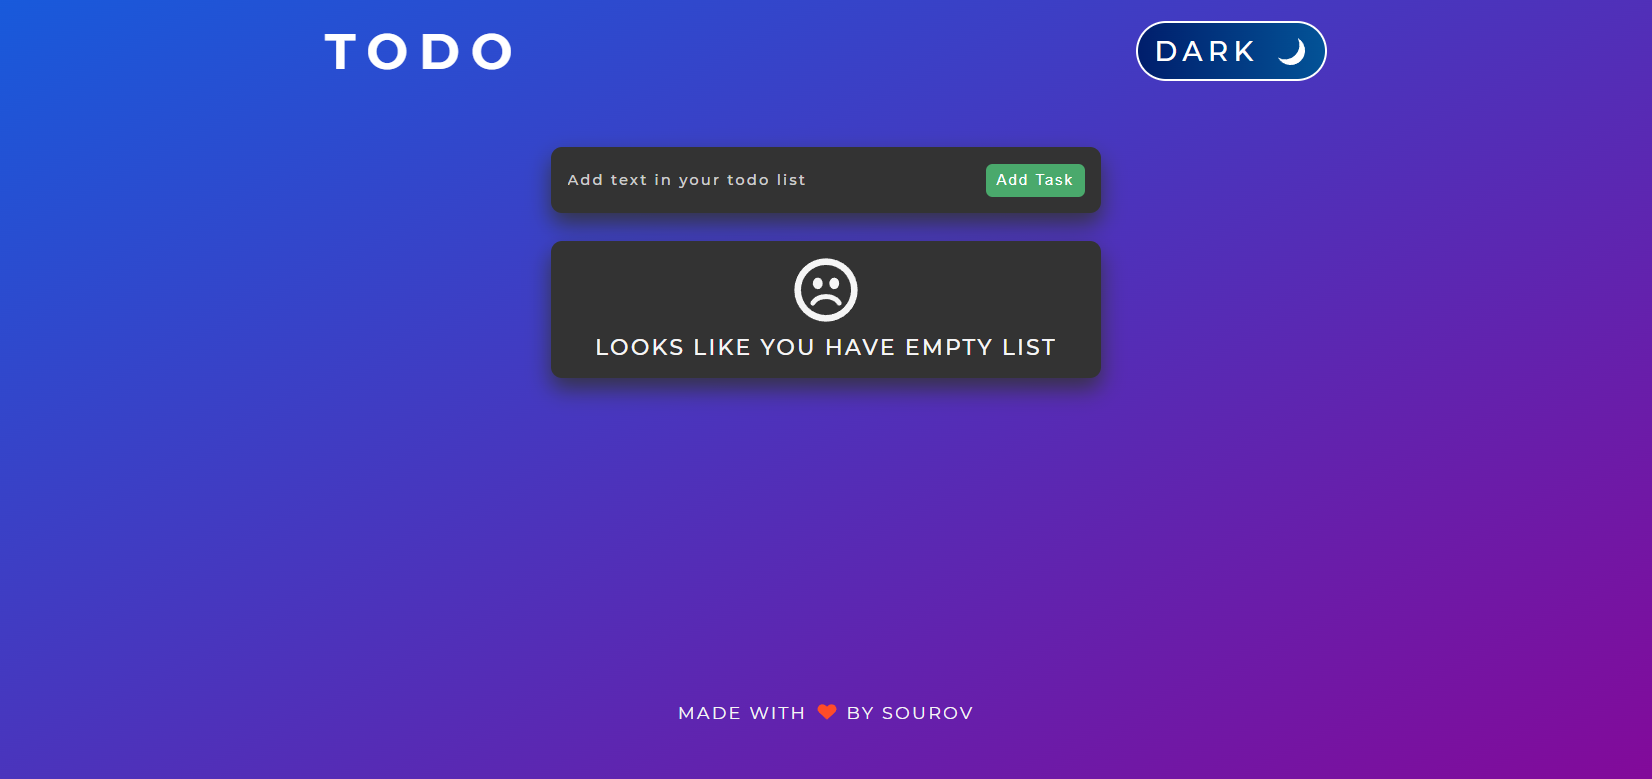 TODO
DARK
Add text in your todo list
Add Task
LOOKS LIKE YOU HAVE EMPTY LIST
MADE WITH BY SOUROV